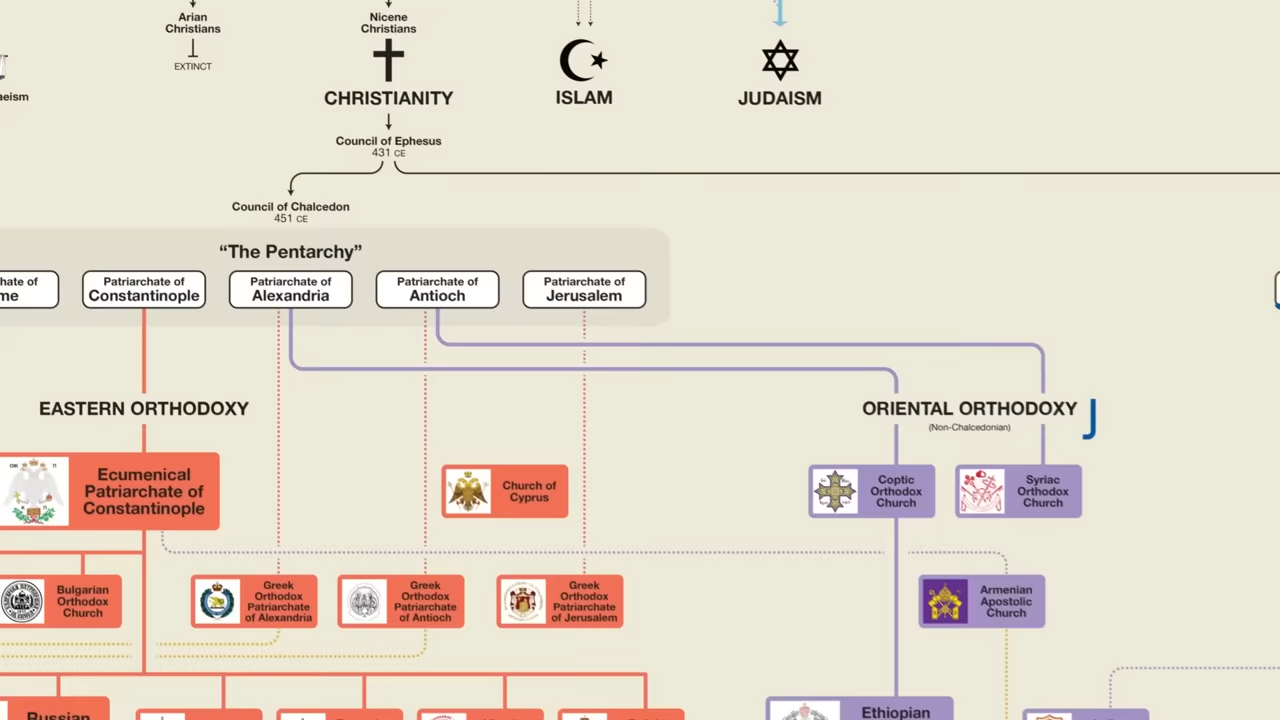 Arian
Christians
EXTINCT
Nicene
Christians
CHRISTIANITY
ISLAM
JUDAISM
Council of Ephesus
431 CE
Council of Chalcedon
451 CE
“The Pentarchy”
Patriarchate of
Constantinople
Patriarchate of
Alexandria
Patriarchate of
Antioch
Patriarchate of
Jerusalem
EASTERN ORTHODOXY
ORIENTAL ORTHODOXY
(Non-Chalcedonian)
J
Ecumenical
Patriarchate of
Constantinople
Church of
Cyprus
Coptic
Orthodox
Church
Syriac
Orthodox
Church
Bulgarian
Orthodox
Church
Greek
Orthodox
Patriarchate
of Alexandria
Greek
Orthodox
Patriarchate
of Antioch
Greek
Orthodox
Patriarchate
of Jerusalem
Armenian
Apostolic
Church
Russian
Ethiopian